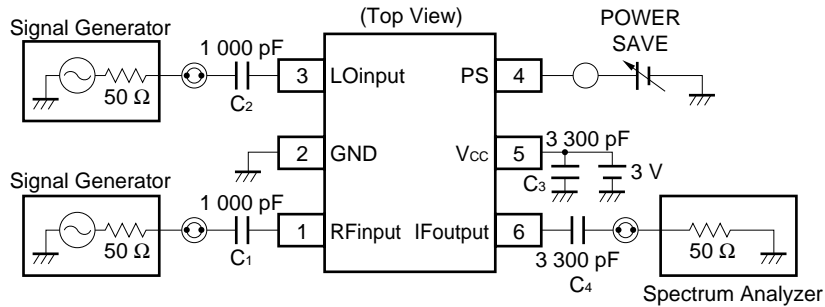 (Top View)
Signal Generator
50 Ω
1 000 pF
C2
3
LOinput
PS
4
POWER
SAVE
2
GND
VCC
5
3 300 pF
C3
3 V
Signal Generator
50 Ω
1 000 pF
C1
1
RFinput
IFoutput
6
3 300 pF
C4
50 Ω
Spectrum Analyzer